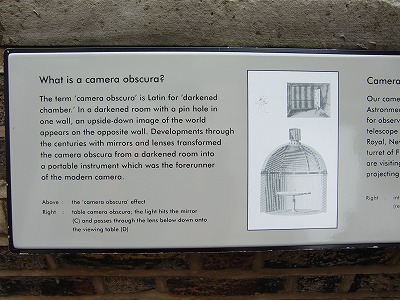 What is a camera obscura?
The term 'camera obscura' is Latin for 'darkened
chamber.' In a darkened room with a pin hole in
one wall, an upside-down image of the world
appears on the opposite wall. Developments through
the centuries with mirrors and lenses transformed
the camera obscura from a darkened room into
a portable instrument which was the forerunner
of the modern camera.
Above : the 'camera obscura' effect
Right : table camera obscura; the light hits the mirror
(C) and passes through the lens below down onto
the viewing table (D)
Camera
Our came
Astronome
for observ
telescope
Royal, Nev
turret of F
are visiting
projecting
Right : int
(re